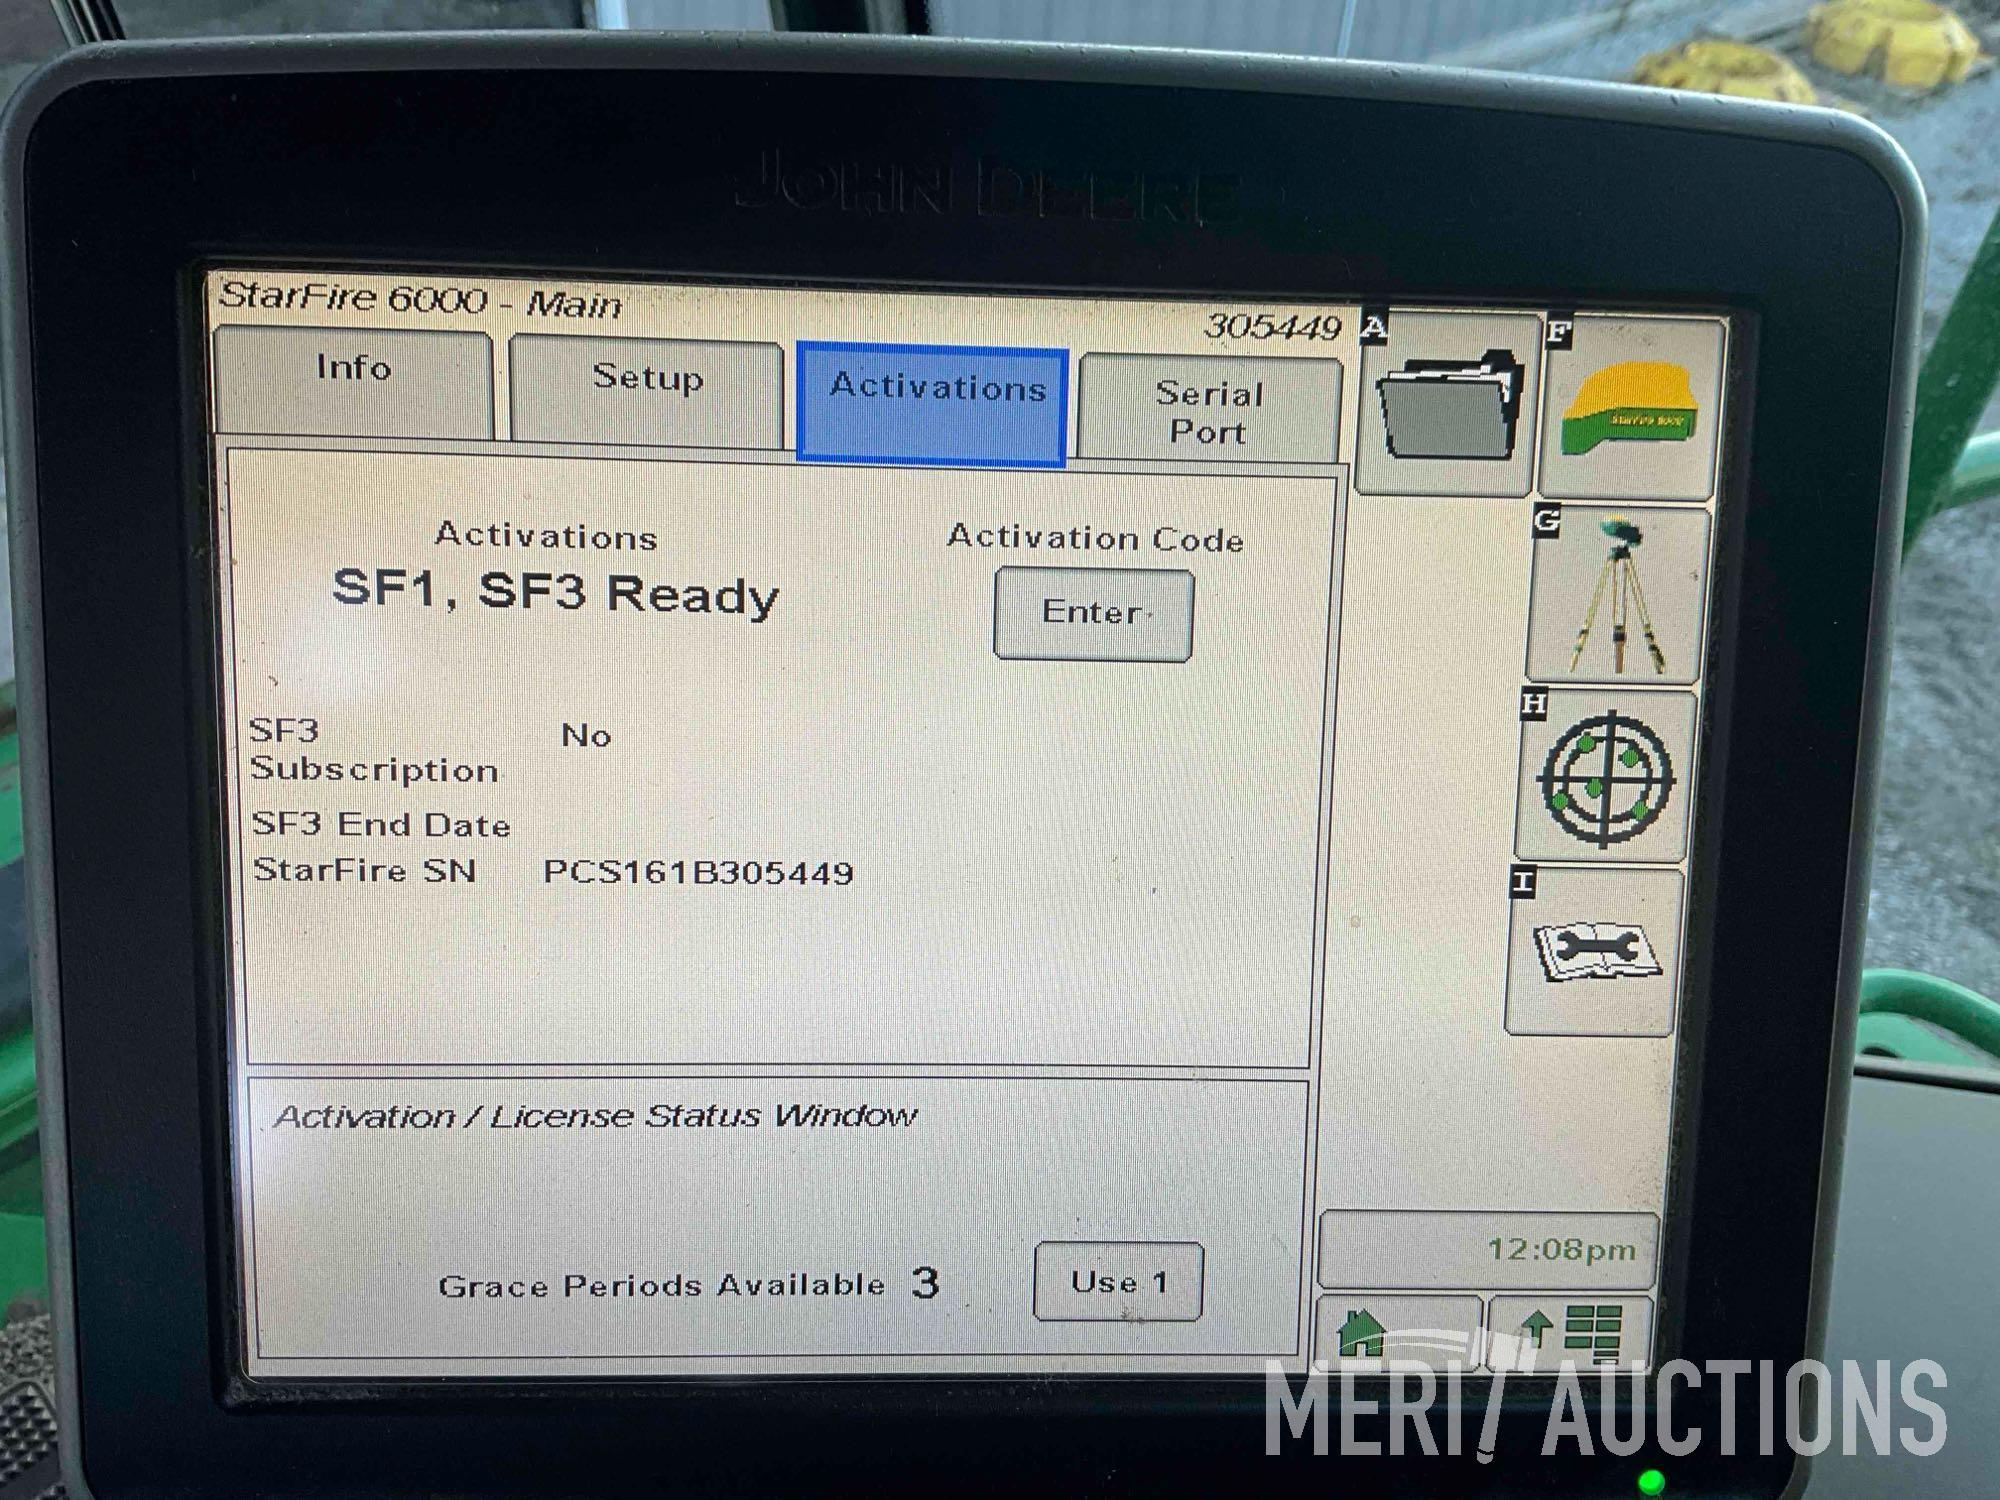 JOHN DEERE
StarFire 6000 - Main
305449
Info
Setup
Activations
Serial
Port
A
F
Activations
Activation Code
SF1, SF3 Ready
Enter
G
SF3
Subscription
No
H
SF3 End Date
StarFire SN
PCS161B305449
I
Activation / License Status Window
Grace Periods Available 3
Use 1
12:08pm
MERIT AUCTIONS